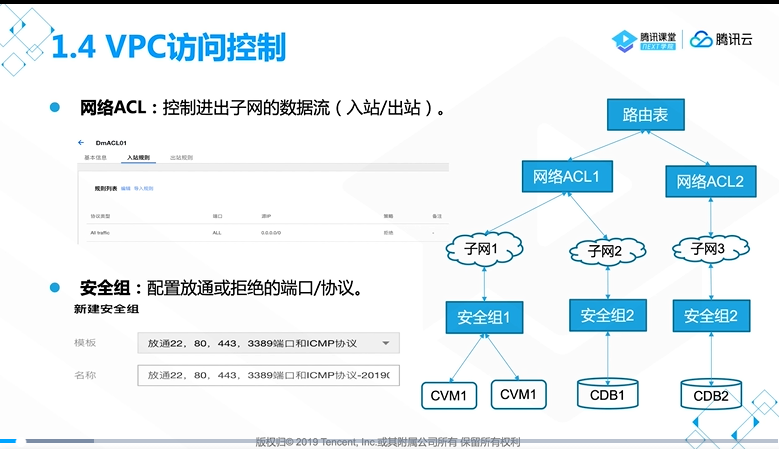 1.4 VPC访问控制
腾讯课堂
NEXT学院
腾讯云
网络ACL：控制进出子网的数据流（入站/出站）。
DmACL01
基本信息 入站规则 出站规则
规则列表 编辑 导入规则
协议类型 端口 源IP 策略 备注
All traffic ALL 0.0.0.0/0 拒绝 -
安全组：配置放通或拒绝的端口/协议。
新建安全组
模板 放通22，80，443，3389端口和ICMP协议
名称 放通22，80，443，3389端口和ICMP协议-2019
路由表
网络ACL1 网络ACL2
子网1 子网2 子网3
安全组1 安全组2 安全组2
CVM1 CVM1 CDB1 CDB2
版权归© 2019 Tencent, Inc.或其附属公司所有 保留所有权利